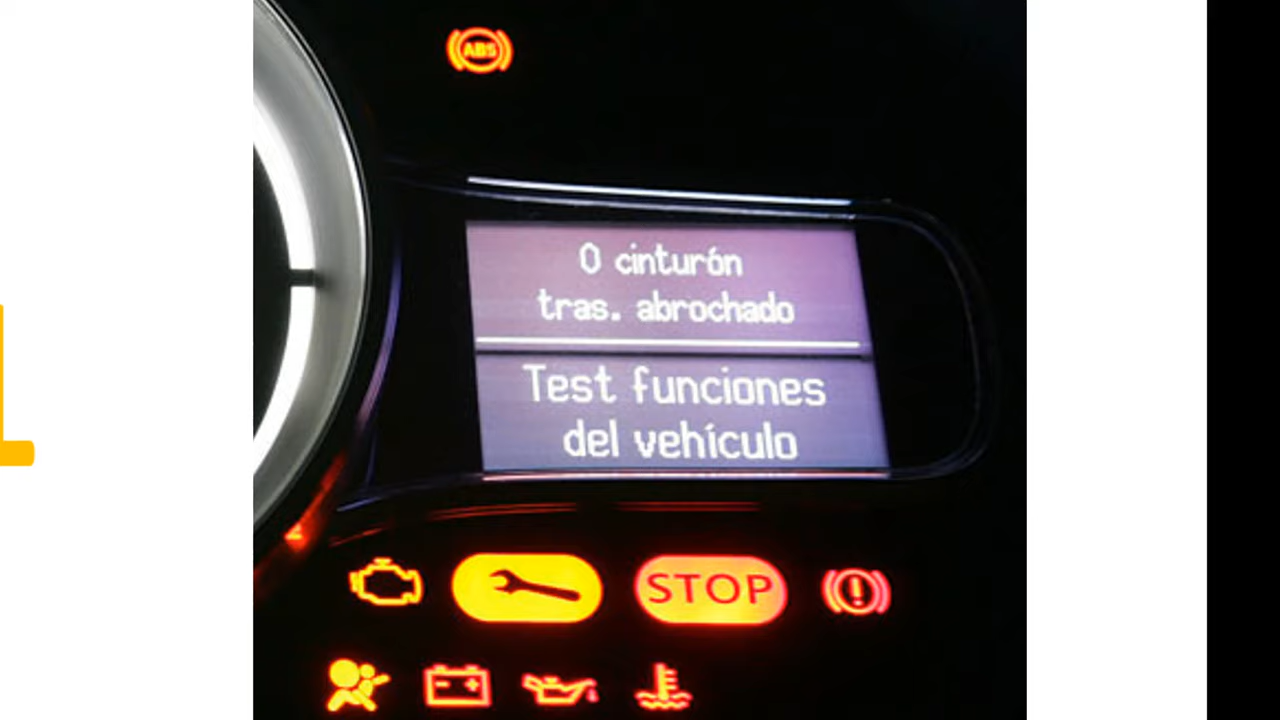 ABS
0 cinturón
tras. abrochado
Test funciones
del vehículo
STOP